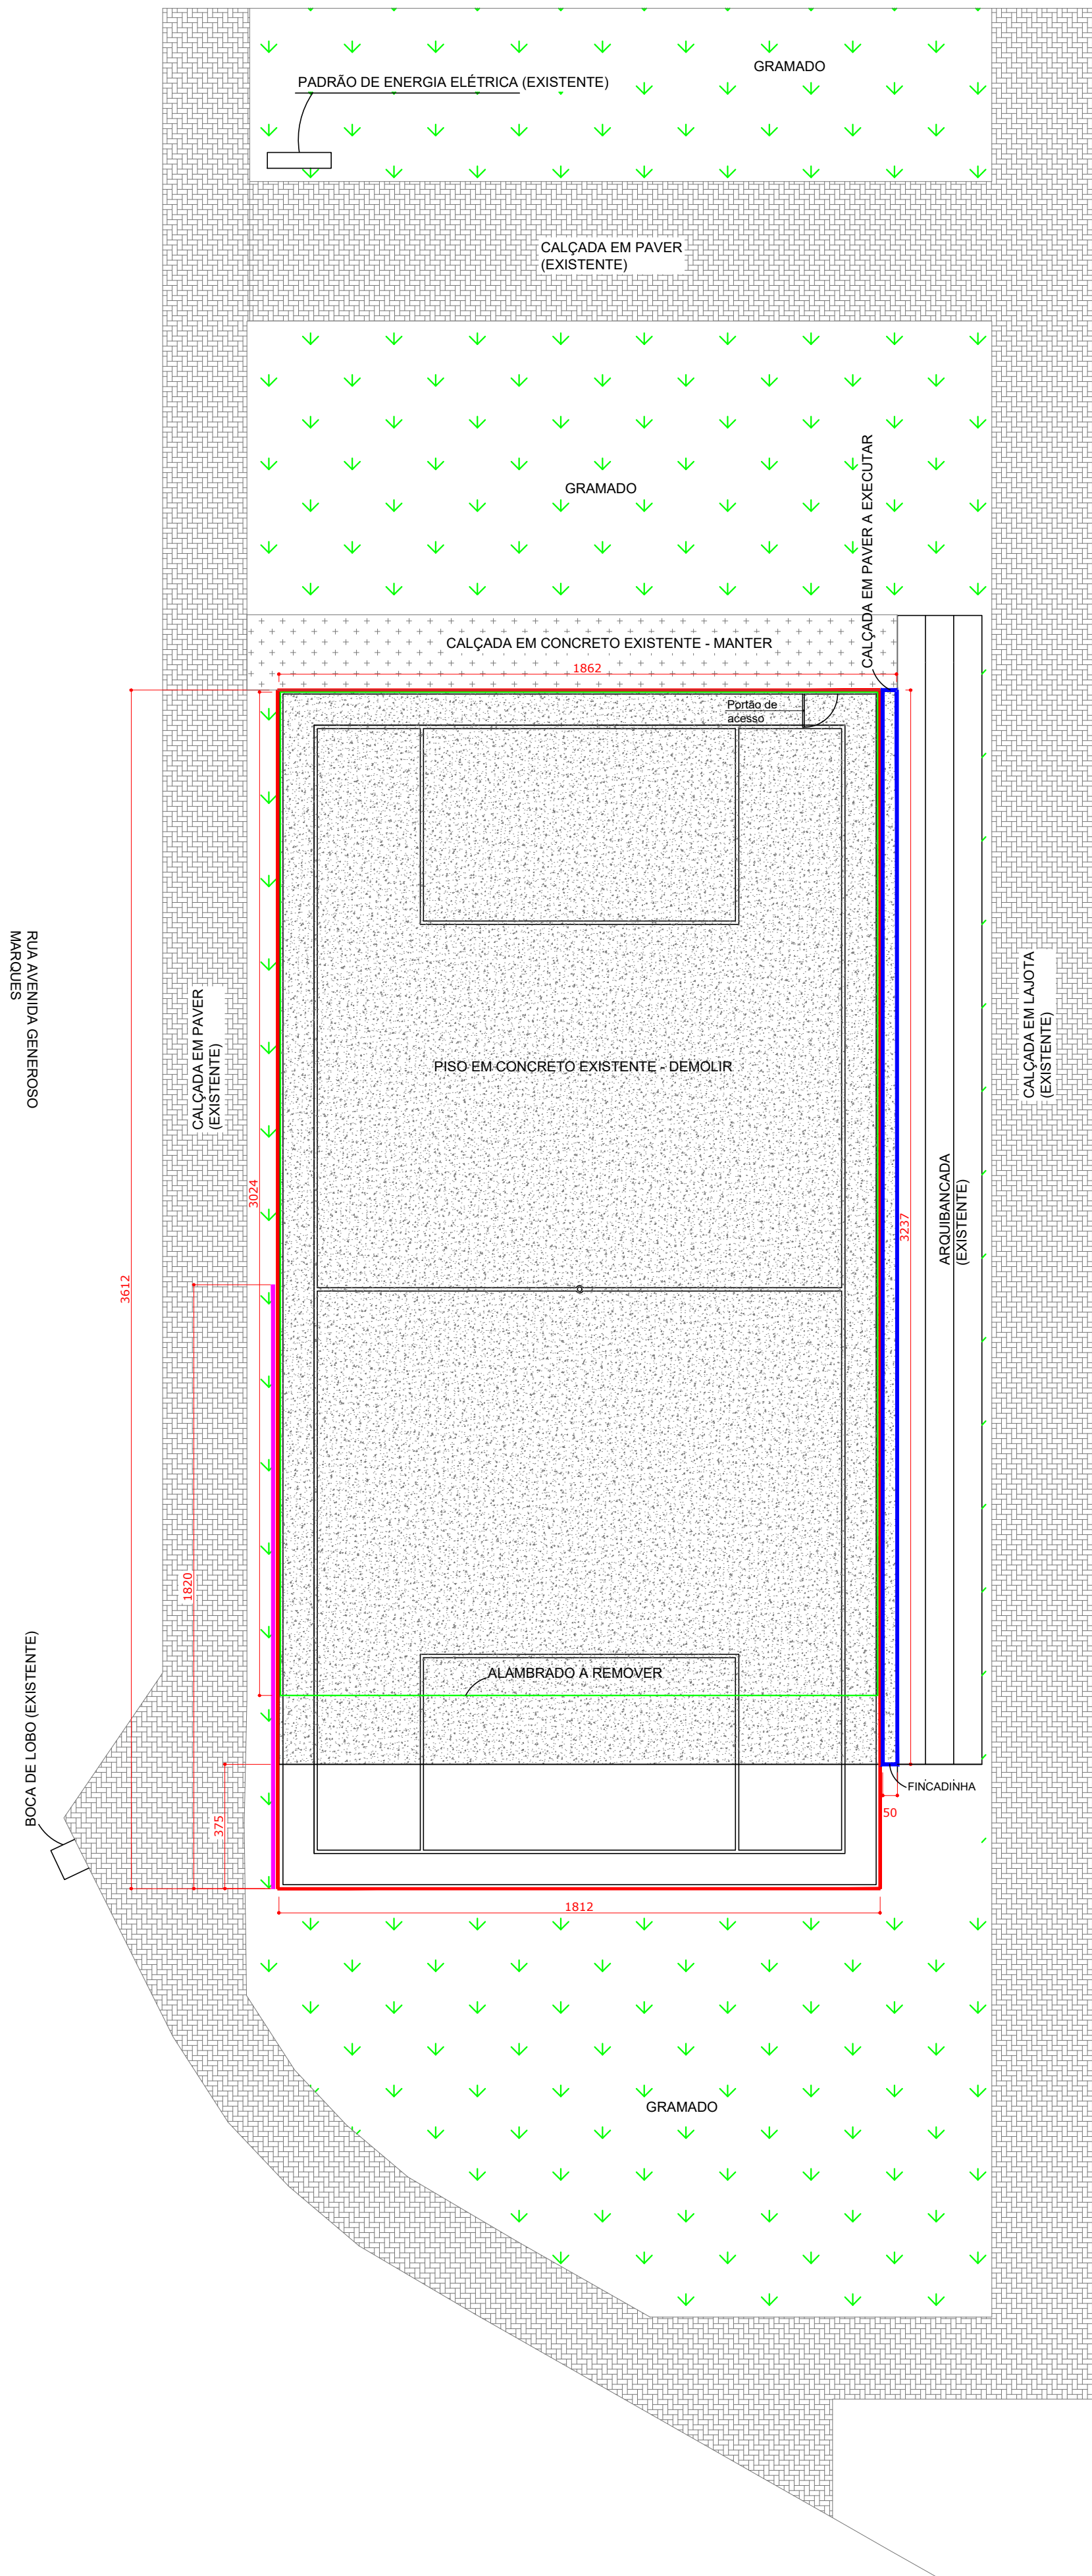 GRAMADO
PADRÃO DE ENERGIA ELÉTRICA (EXISTENTE)
CALÇADA EM PAVER
(EXISTENTE)
GRAMADO
CALÇADA EM PAVER A EXECUTAR
CALÇADA EM CONCRETO EXISTENTE - MANTER
1862
Portão de
acesso
RUA AVENIDA GENEROSO
MARQUES
CALÇADA EM PAVER
(EXISTENTE)
PISO EM CONCRETO EXISTENTE - DEMOLIR
CALÇADA EM LAJOTA
(EXISTENTE)
ARQUIBANCADA
(EXISTENTE)
3024
3237
3612
1820
BOCA DE LOBO (EXISTENTE)
ALAMBRADO A REMOVER
FINCADINHA
375
50
1812
GRAMADO